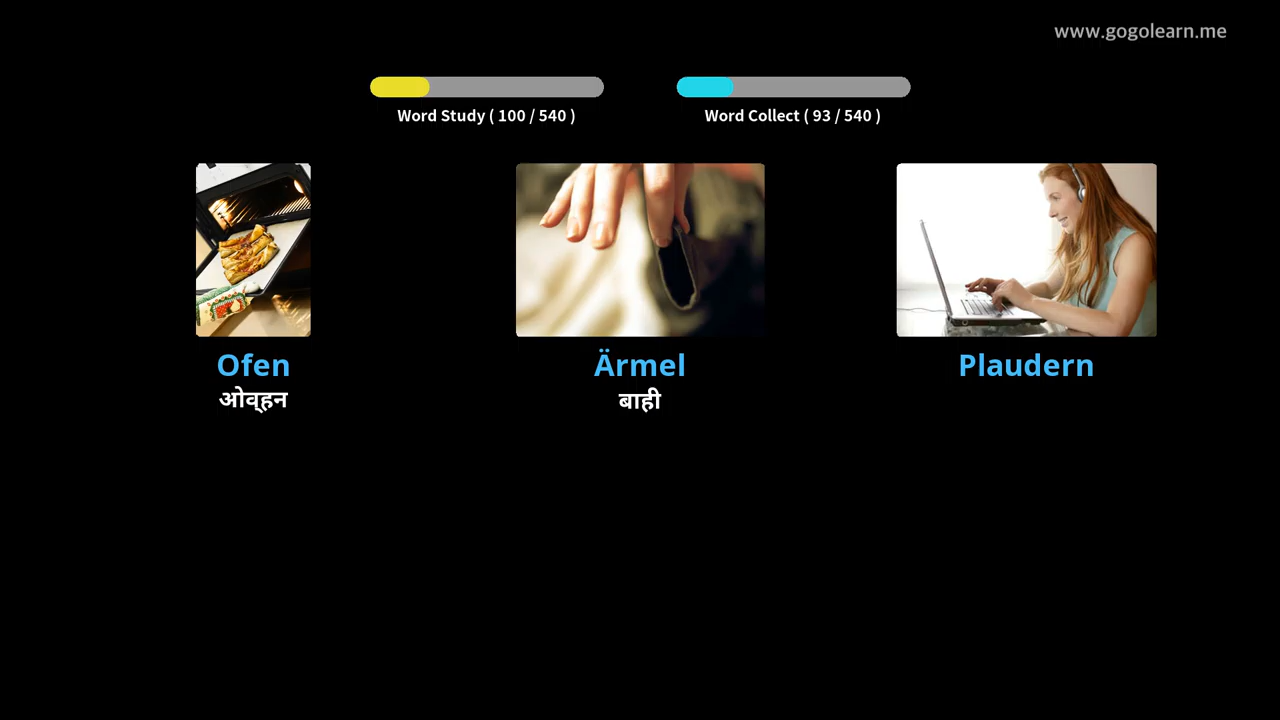 www.gogolearn.me
Word Study ( 100 / 540 )
Word Collect ( 93 / 540 )
Ofen
Ärmel
Plaudern
ओव्हन
बाही